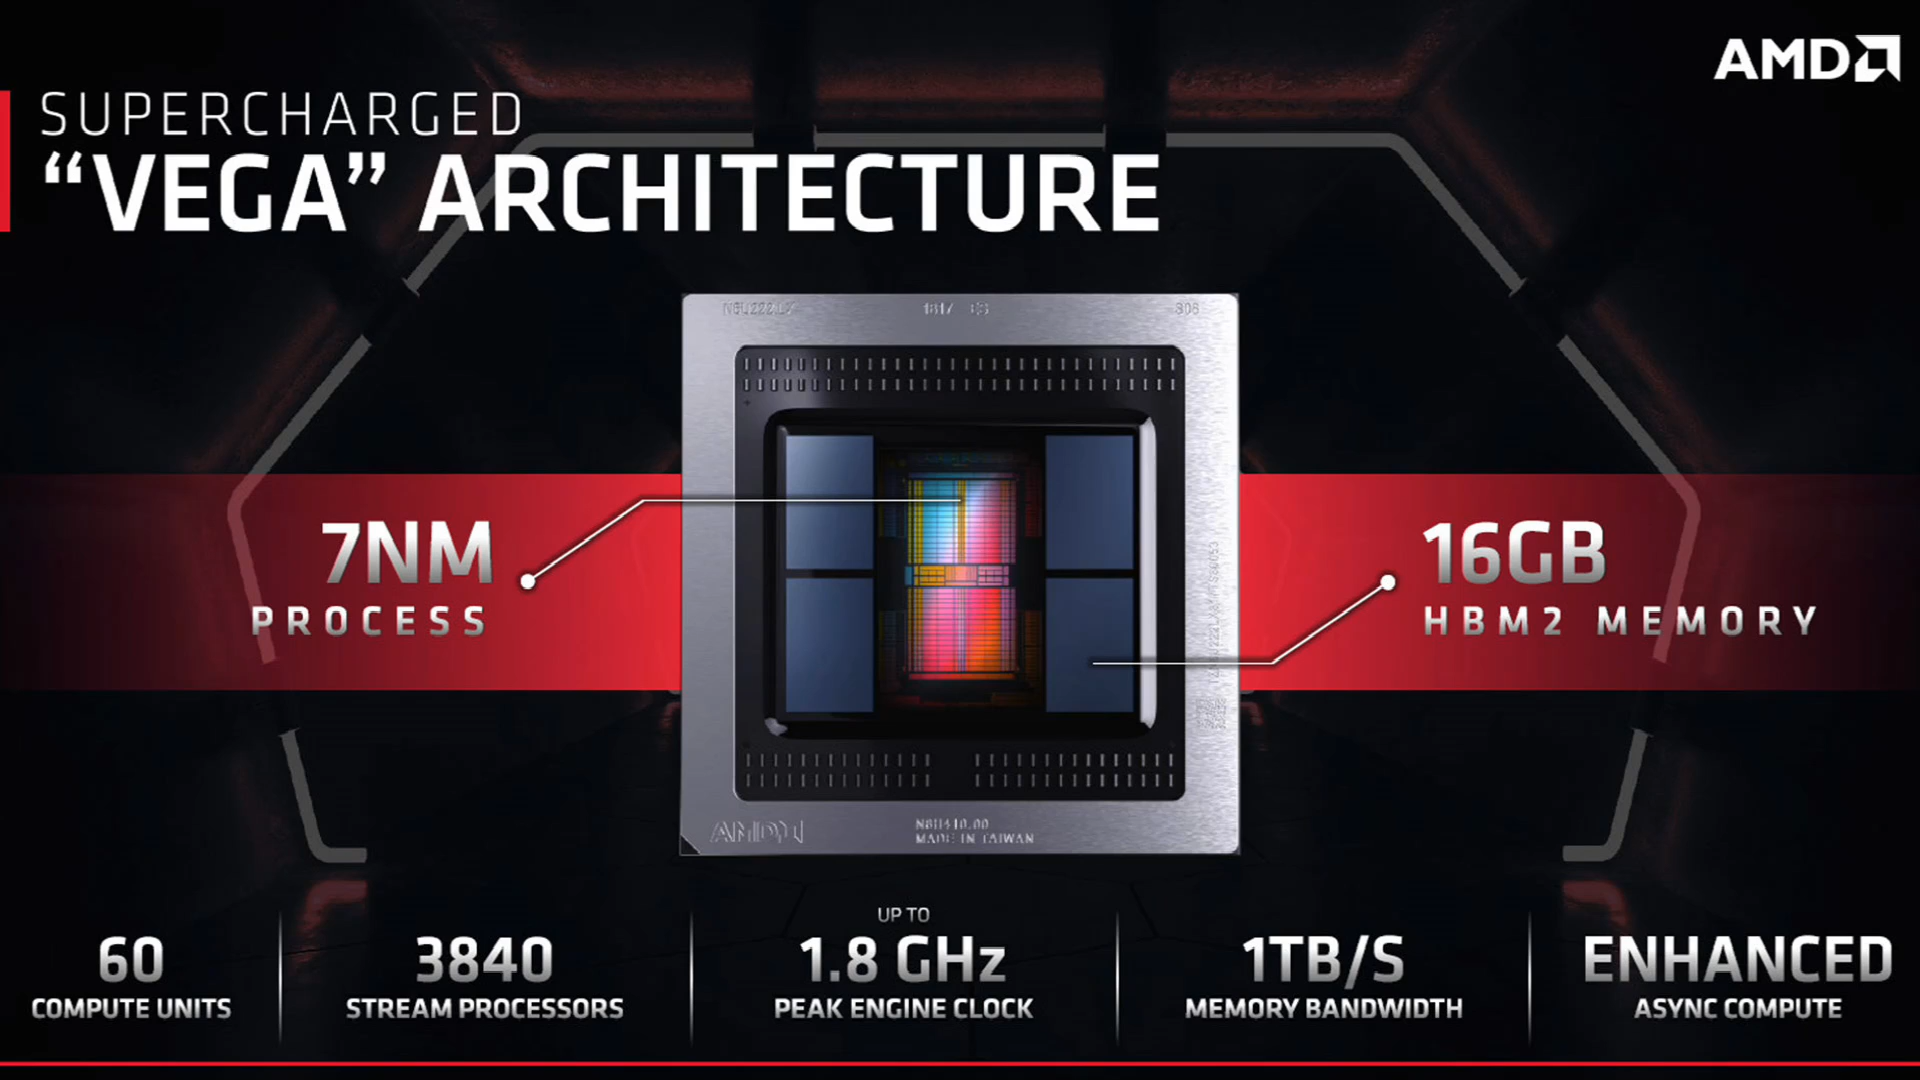 AMD
SUPERCHARGED
“VEGA” ARCHITECTURE
7NM
PROCESS
16GB
HBM2 MEMORY
AMD
MADE IN TAIWAN
60
COMPUTE UNITS
3840
STREAM PROCESSORS
UP TO
1.8 GHz
PEAK ENGINE CLOCK
1TB/S
MEMORY BANDWIDTH
ENHANCED
ASYNC COMPUTE